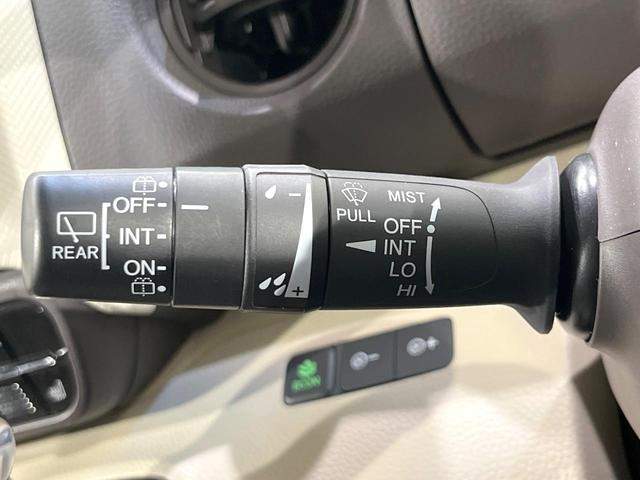 REAR
OFF
INT
ON
−
+
PULL
MIST
OFF
INT
LO
HI
ECON
−
+